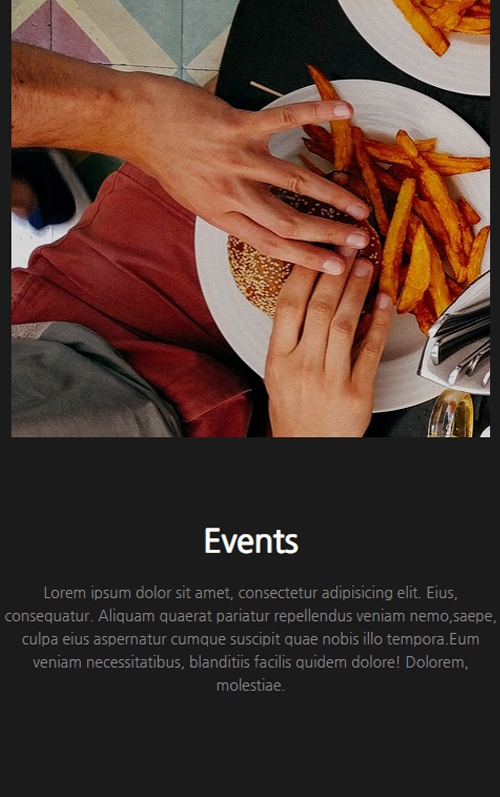 Events
Lorem ipsum dolor sit amet, consectetur adipisicing elit. Eius,
consequatur. Aliquam quaerat pariatur repellendus veniam nemo,saepe,
culpa eius aspernatur cumque suscipit quae nobis illo tempora.Eum
veniam necessitatibus, blanditiis facilis quidem dolore! Dolorem,
molestiae.